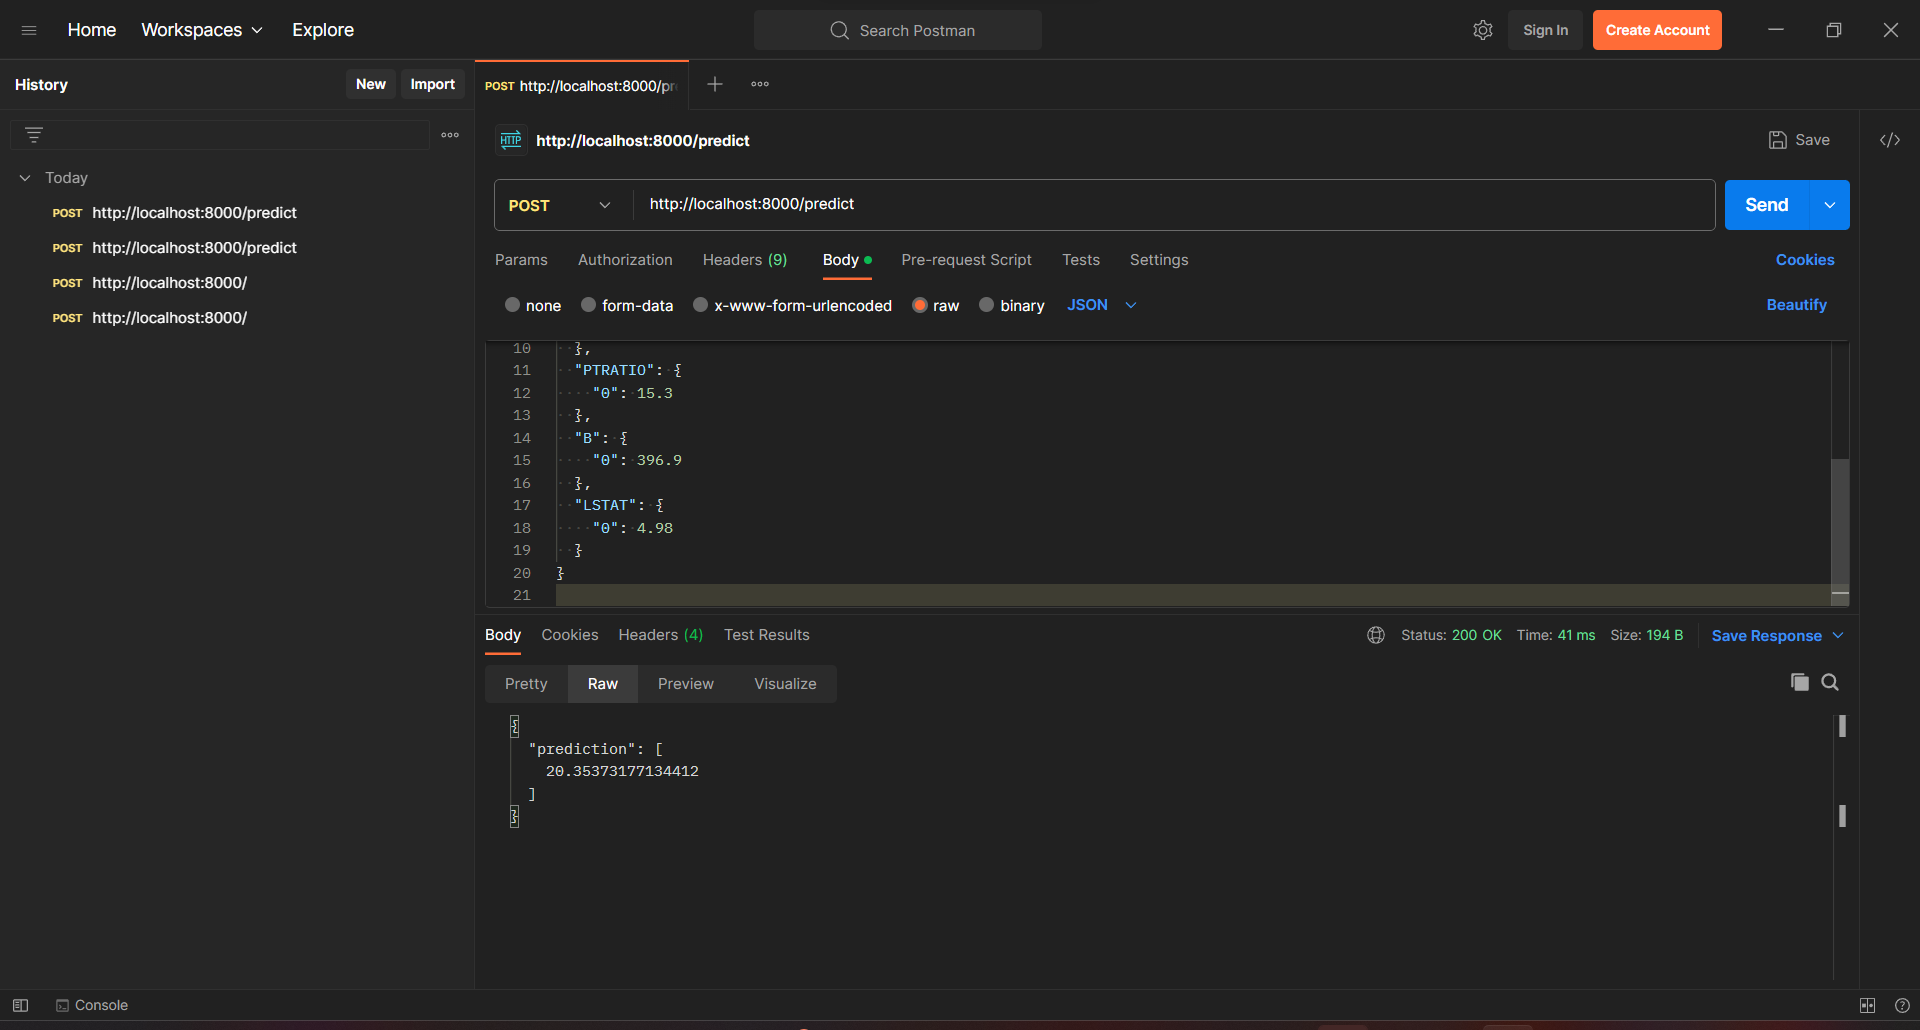 Home Workspaces Explore Search Postman Sign In Create Account
History New Import
POST http://localhost:8000/pr
HTTP http://localhost:8000/predict Save
Today
POST http://localhost:8000/predict
POST http://localhost:8000/predict
POST http://localhost:8000/
POST http://localhost:8000/
POST http://localhost:8000/predict Send
Params Authorization Headers (9) Body Pre-request Script Tests Settings Cookies
none form-data x-www-form-urlencoded raw binary JSON Beautify
10 },
11 "PTRATIO": {
12 "0": 15.3
13 },
14 "B": {
15 "0": 396.9
16 },
17 "LSTAT": {
18 "0": 4.98
19 }
20 }
21
Body Cookies Headers (4) Test Results Status: 200 OK Time: 41 ms Size: 194 B Save Response
Pretty Raw Preview Visualize
{
"prediction": [
20.35373177134412
]
}
Console